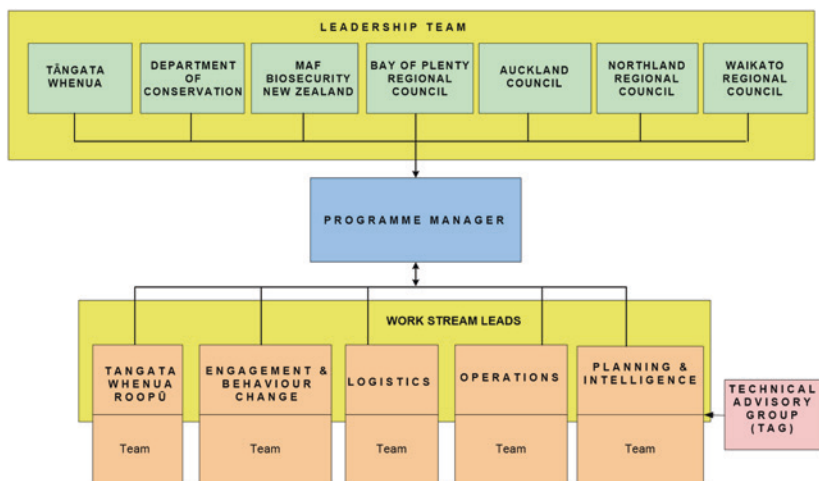 LEADERSHIP TEAM
TĀNGATA
WHENUA
DEPARTMENT
OF
CONSERVATION
MAF
BIOSECURITY
NEW ZEALAND
BAY OF PLENTY
REGIONAL
COUNCIL
AUCKLAND
COUNCIL
NORTHLAND
REGIONAL
COUNCIL
WAIKATO
REGIONAL
COUNCIL
PROGRAMME MANAGER
WORK STREAM LEADS
TANGATA
WHENUA
ROOPŪ
ENGAGEMENT &
BEHAVIOUR
CHANGE
LOGISTICS
OPERATIONS
PLANNING &
INTELLIGENCE
TECHNICAL
ADVISORY
GROUP
(TAG)
Team
Team
Team
Team
Team